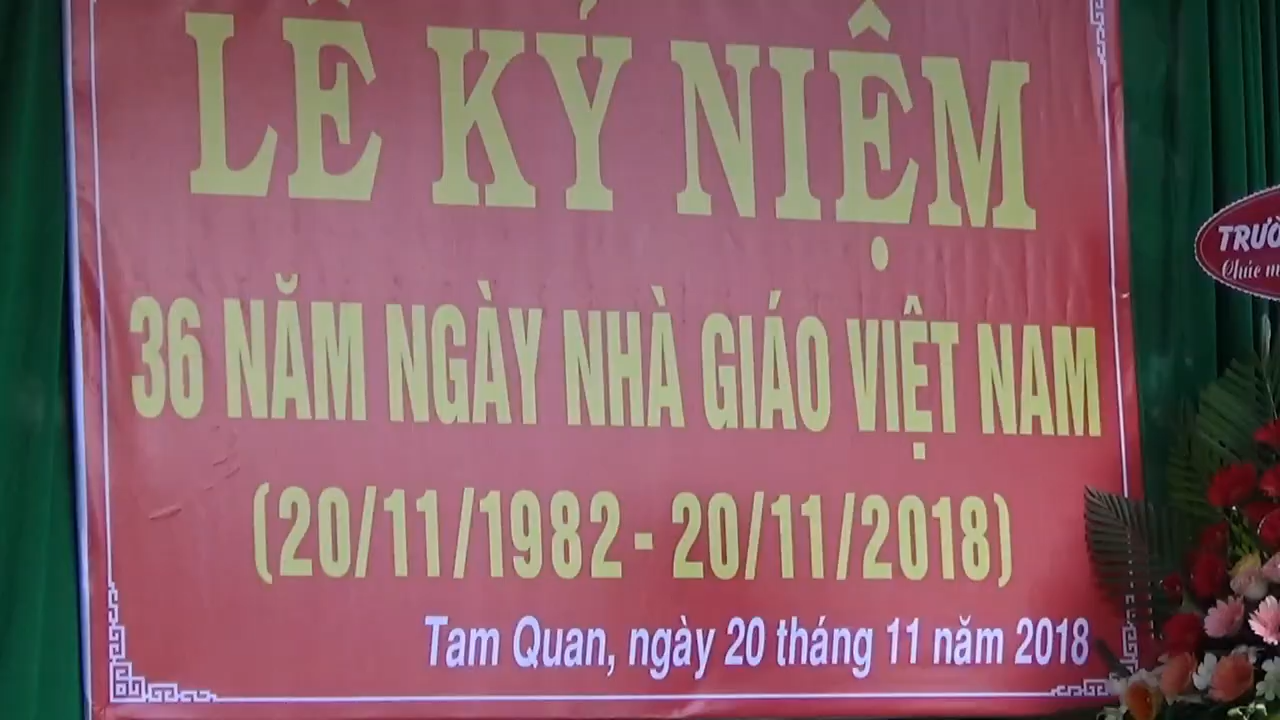 LỄ KỶ NIỆM
36 NĂM NGÀY NHÀ GIÁO VIỆT NAM
(20/11/1982 - 20/11/2018)
Tam Quan, ngày 20 tháng 11 năm 2018
Chúc